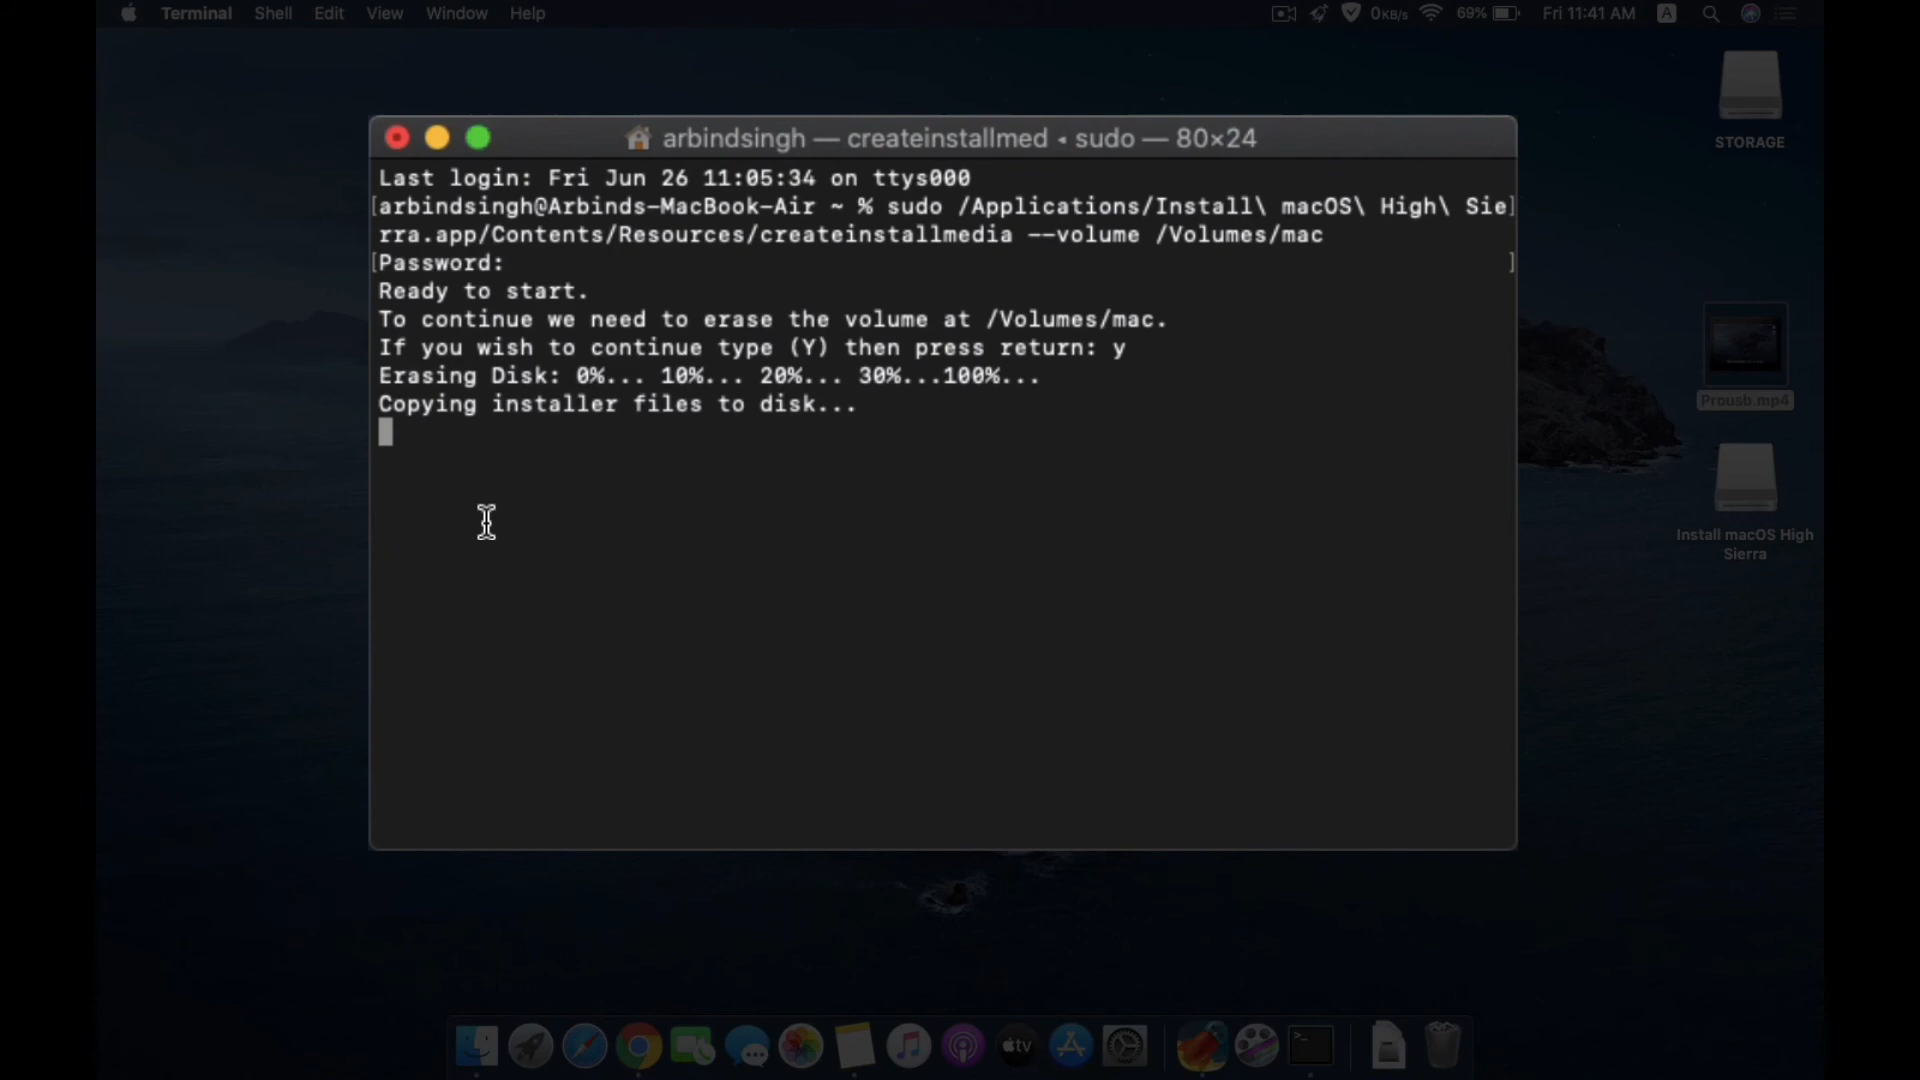 Terminal Shell Edit View Window Help 0KB/s 69% Fri 11:41 AM A
STORAGE
arbindsingh — createinstallmed ◂ sudo — 80×24
Last login: Fri Jun 26 11:05:34 on ttys000
[arbindsingh@Arbinds-MacBook-Air ~ % sudo /Applications/Install\ macOS\ High\ Sie]
rra.app/Contents/Resources/createinstallmedia --volume /Volumes/mac
[Password: ]
Ready to start.
To continue we need to erase the volume at /Volumes/mac.
If you wish to continue type (Y) then press return: y
Erasing Disk: 0%... 10%... 20%... 30%...100%...
Copying installer files to disk...
Prousb.mp4
Install macOS High
Sierra
tv
>_